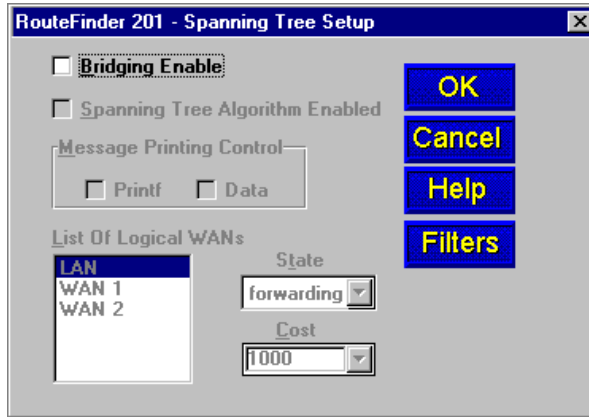 RouteFinder 201 - Spanning Tree Setup
Bridging Enable
Spanning Tree Algorithm Enabled
Message Printing Control
Printf Data
List Of Logical WANs
LAN
WAN 1
WAN 2
State
forwarding
Cost
1000
OK
Cancel
Help
Filters